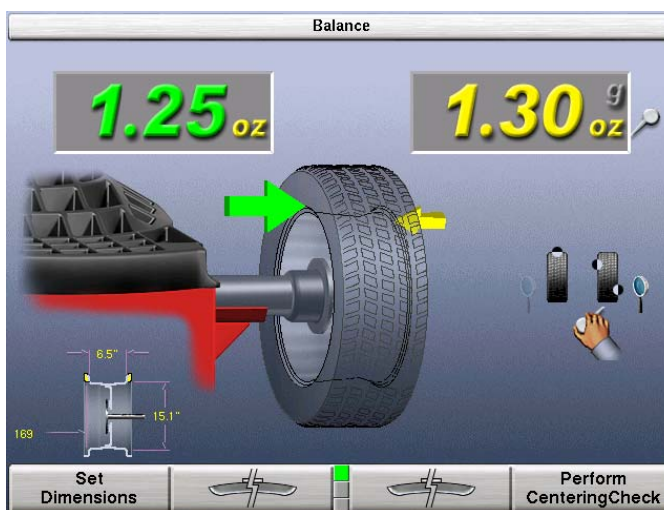 Balance
1.25 oz
1.30 oz
g
6.5"
15.1"
169
Set
Dimensions
Perform
CenteringCheck